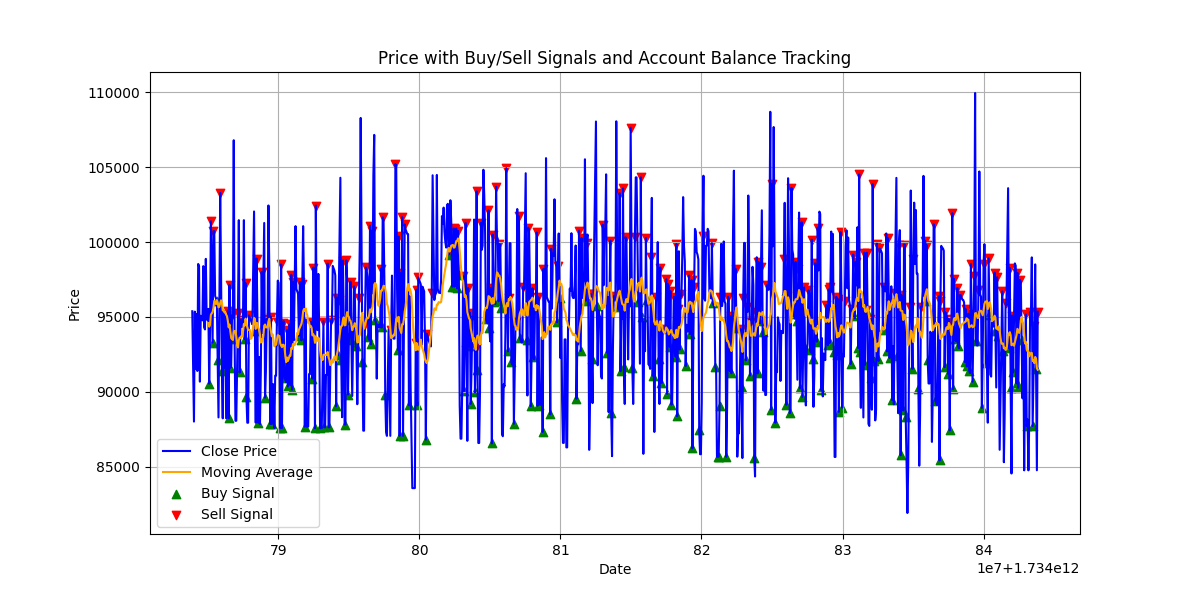 Price with Buy/Sell Signals and Account Balance Tracking
110000
105000
100000
95000
90000
85000
Price
Close Price
Moving Average
Buy Signal
Sell Signal
79 80 81 82 83 84
Date
1e7+1.734e12